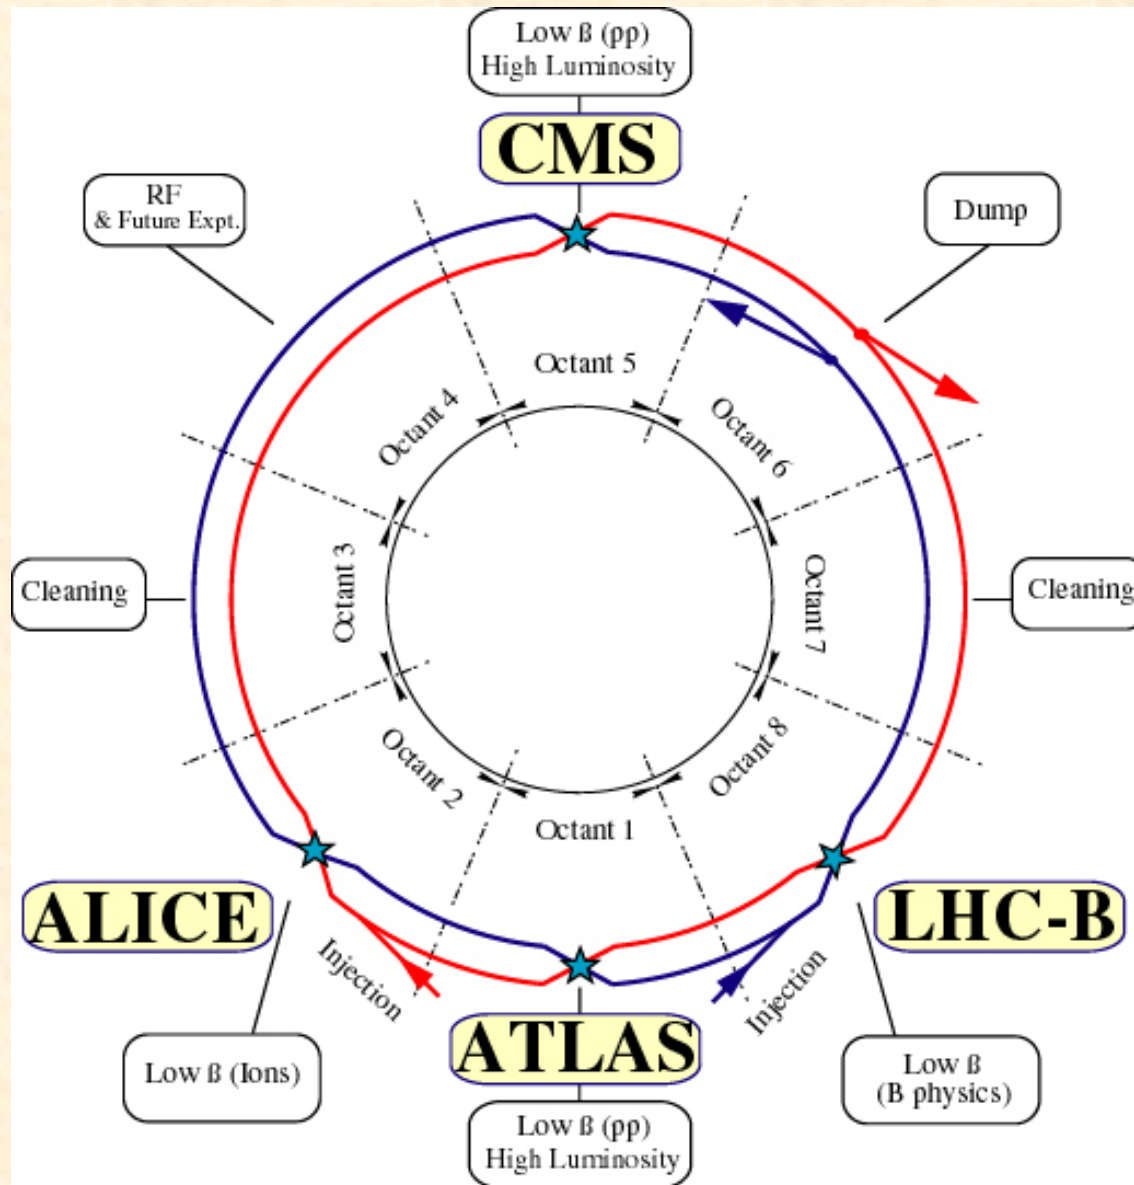 Low ß (pp)
High Luminosity
CMS
RF
& Future Expt.
Dump
Octant 5
Octant 4
Octant 6
Cleaning
Octant 3
Octant 7
Cleaning
Octant 2
Octant 8
Octant 1
ALICE
LHC-B
Injection
Injection
ATLAS
Low ß (Ions)
Low ß
(B physics)
Low ß (pp)
High Luminosity